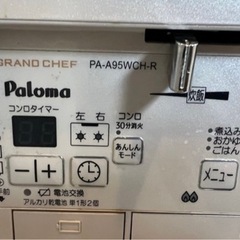 GRAND CHEF PA-A95WCH-R
Paloma
炊飯
コンロタイマー
左 右
コンロ
30分消火
あんしん
モード
煮込み
おかゆ
ごはん
− +
メニュー
手前
電池交換
アルカリ乾電池 単1形2個